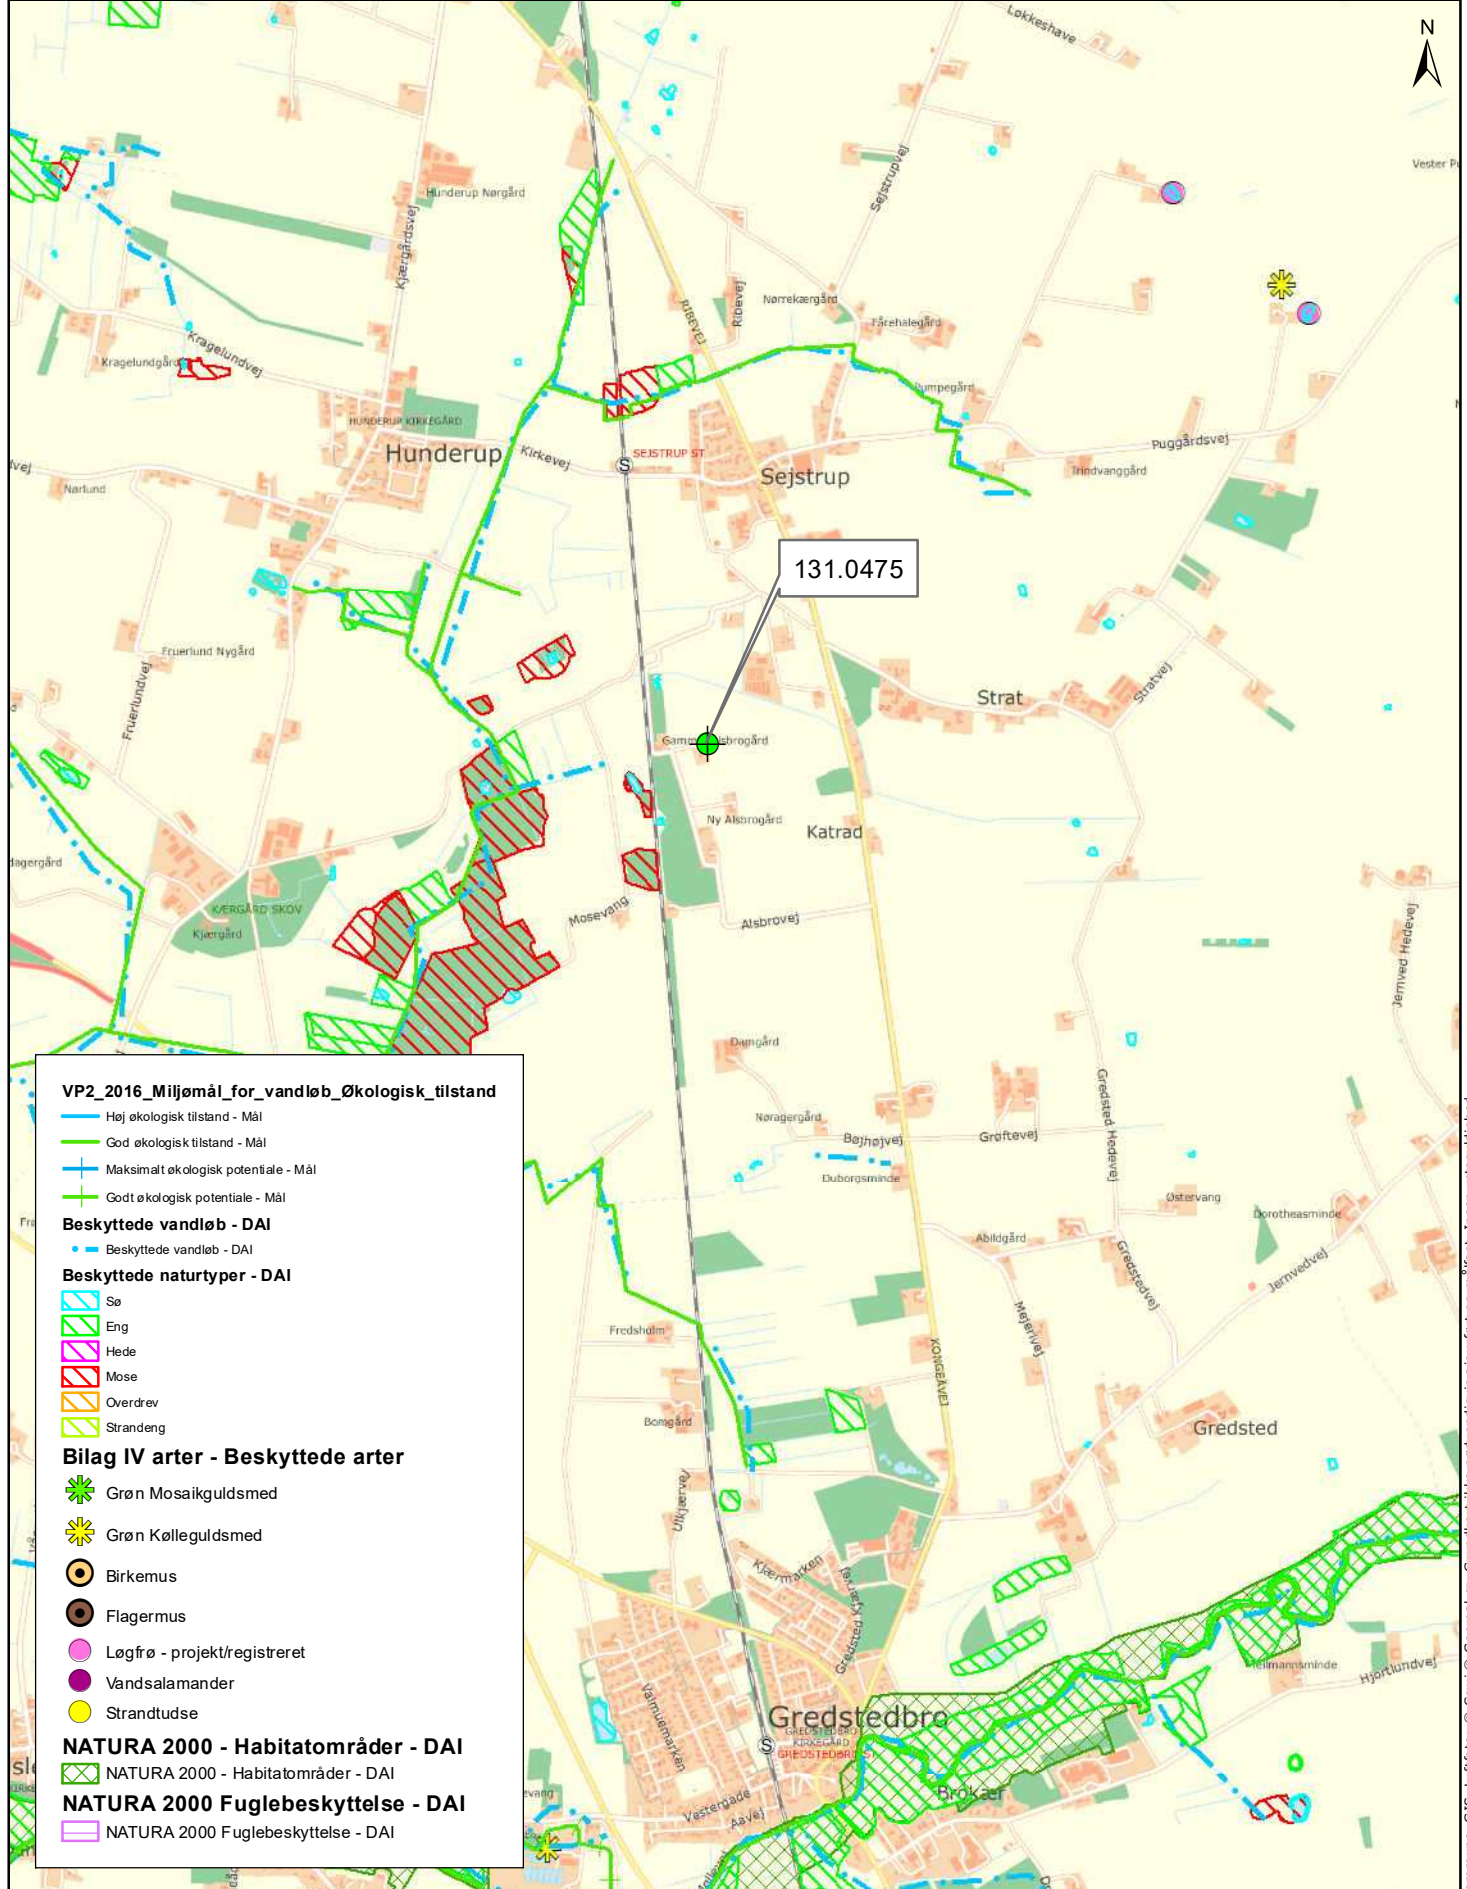 Løkkeshave
N
Vester
Sejstrupvej
Hunderup Nørgård
Kjærgårdsvej
RIBEVEJ
Ribevej
Nørrekærgård
Fårehalegård
Kragelundvej
Kragelundgård
Pumpegård
HUNDERUP KIRKEGÅRD
Hunderup
Kirkevej
SEJSTRUP ST
S
Sejstrup
Puggårdsvej
Trindvanggård
Nørlund
131.0475
Fruerlund Nygård
Fruerlundvej
Strat
Stratvej
Ny Alsbrogård
Katrad
KÆRGÅRD SKOV
Kjærgård
Mosevang
Alsbrovej
Jernved Hedevej
Damgård
Gredsted Hedevej
Nøragergård
Bøjhøjvej
Grøftevej
Duborgsminde
Østervang
Dorotheasminde
Abildgård
Gredstedvej
Jernvedvej
Fredsholm
Mejerivej
KONGEÅVEJ
Bomgård
Gredsted
Ulkjærvej
Kjærmarken
Gredsted Kjærvej
Hjortlundvej
Valmuemarken
Gredstedbro
GREDSTEDBRO
KIRKEGÅRD
S
Brokær
Vestergade
Aavej
VP2_2016_Miljømål_for_vandløb_Økologisk_tilstand
Høj økologisk tilstand - Mål
God økologisk tilstand - Mål
Maksimalt økologisk potentiale - Mål
Godt økologisk potentiale - Mål
Beskyttede vandløb - DAI
Beskyttede vandløb - DAI
Beskyttede naturtyper - DAI
Sø
Eng
Hede
Mose
Overdrev
Strandeng
Bilag IV arter - Beskyttede arter
Grøn Mosaikguldsmed
Grøn Kølleguldsmed
Birkemus
Flagermus
Løgfrø - projekt/registreret
Vandsalamander
Strandtudse
NATURA 2000 - Habitatområder - DAI
NATURA 2000 - Habitatområder - DAI
NATURA 2000 Fuglebeskyttelse - DAI
NATURA 2000 Fuglebeskyttelse - DAI